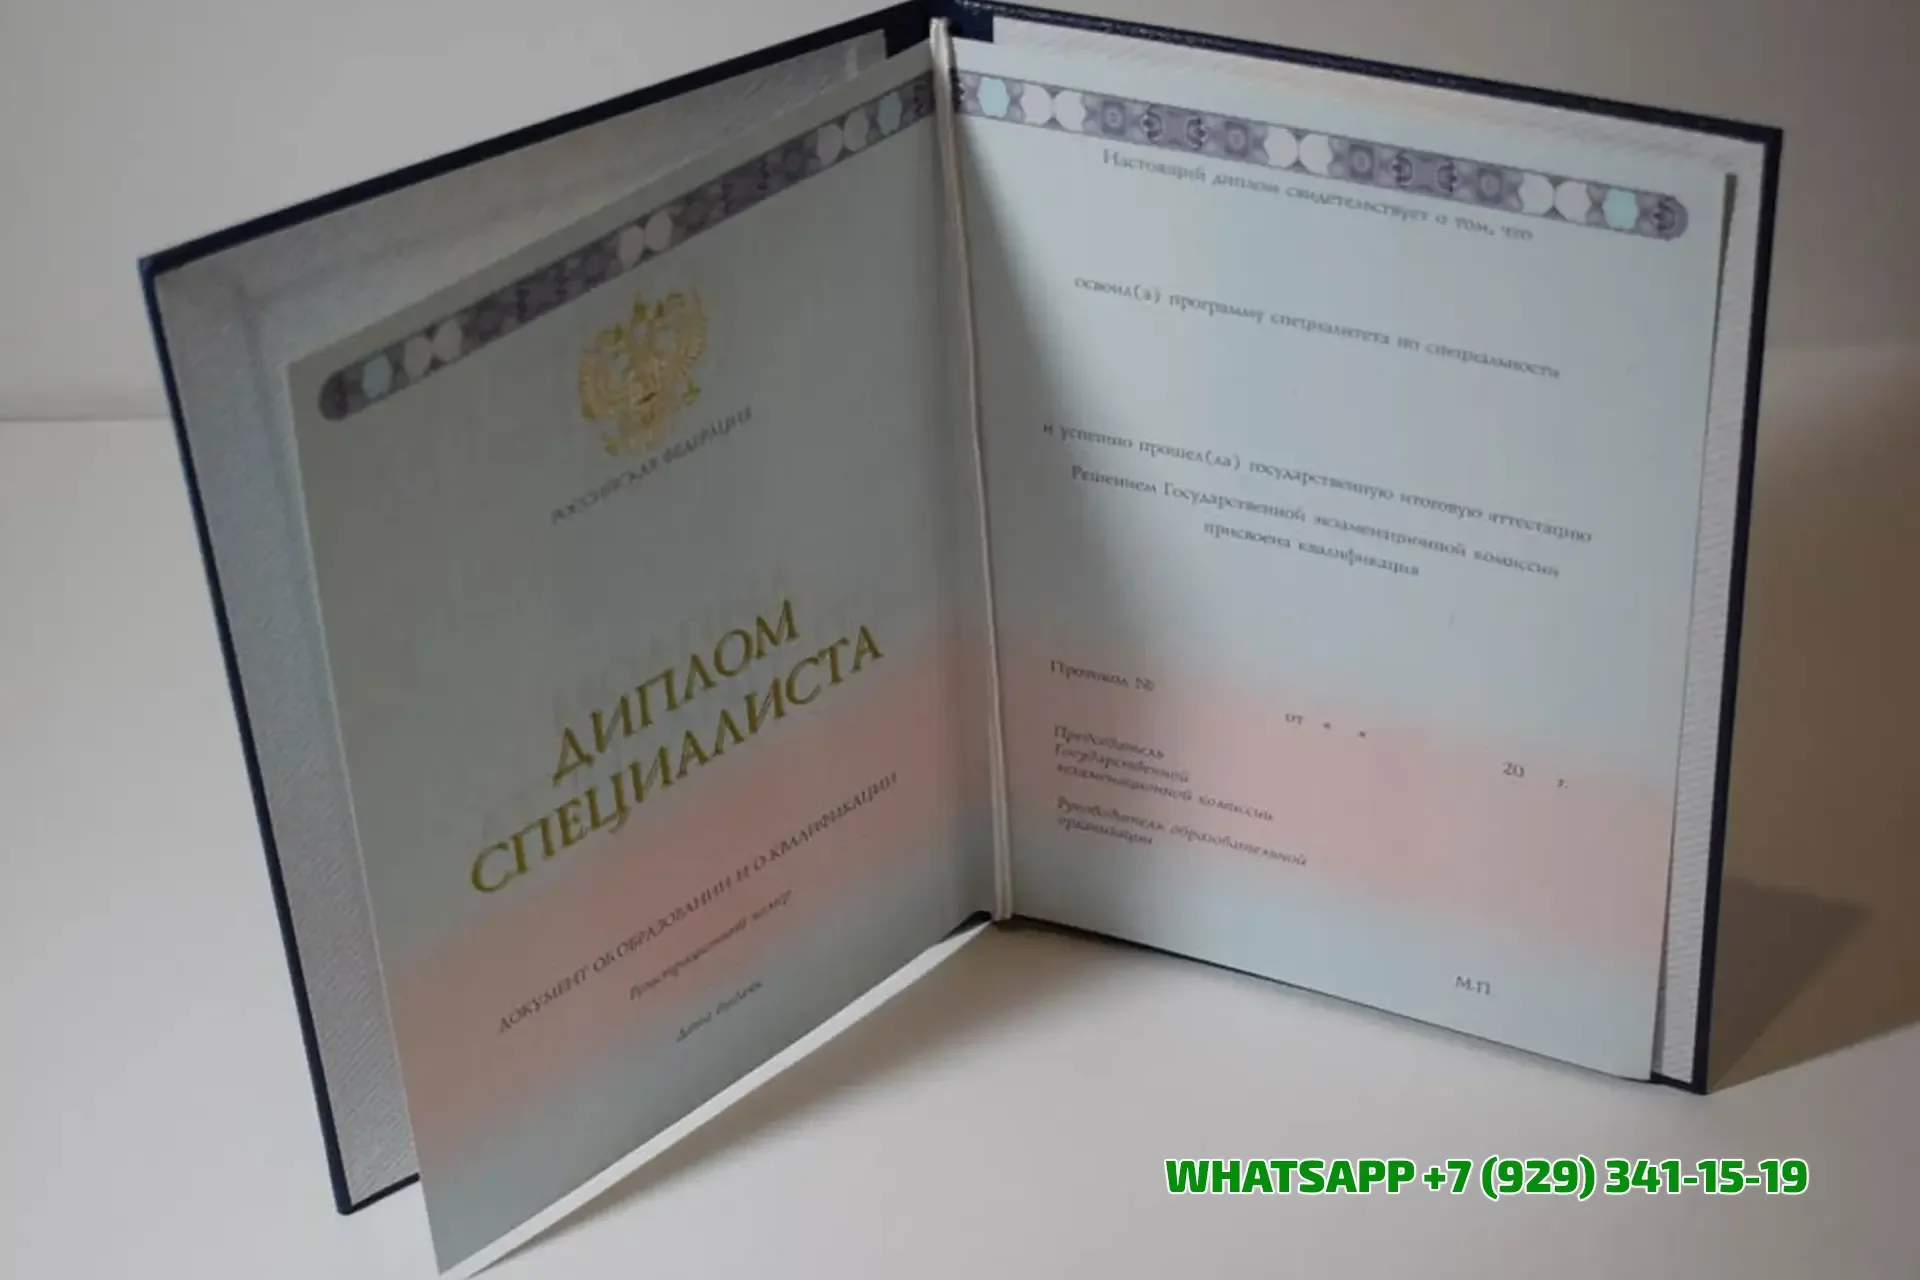 РОССИЙСКАЯ ФЕДЕРАЦИЯ
ДИПЛОМ
СПЕЦИАЛИСТА
ДОКУМЕНТ ОБ ОБРАЗОВАНИИ И О КВАЛИФИКАЦИИ
Регистрационный номер
Дата выдачи
Настоящий диплом свидетельствует о том, что
освоил(а) программу специалитета по специальности
и успешно прошел(ла) государственную итоговую аттестацию
Решением Государственной экзаменационной комиссии
присвоена квалификация
Протокол №
от « »
20 г.
Председатель
Государственной
экзаменационной комиссии
Руководитель образовательной
организации
М.П.
WHATSAPP +7 (929) 341-15-19